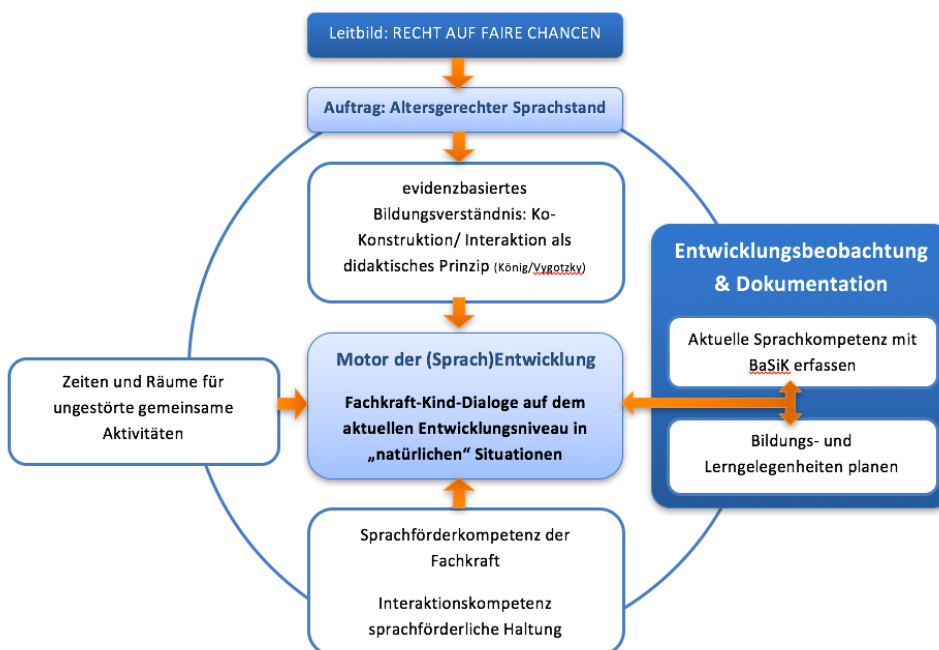 Leitbild: RECHT AUF FAIRE CHANCEN
Auftrag: Altersgerechter Sprachstand
evidenzbasiertes
Bildungsverständnis: Ko-
Konstruktion/ Interaktion als
didaktisches Prinzip (König/Vygotzky)
Entwicklungsbeobachtung
& Dokumentation
Aktuelle Sprachkompetenz mit
BaSiK erfassen
Bildungs- und
Lerngelegenheiten planen
Zeiten und Räume für
ungestörte gemeinsame
Aktivitäten
Motor der (Sprach)Entwicklung
Fachkraft-Kind-Dialoge auf dem
aktuellen Entwicklungsniveau in
„natürlichen“ Situationen
Sprachförderkompetenz der
Fachkraft
Interaktionskompetenz
sprachförderliche Haltung